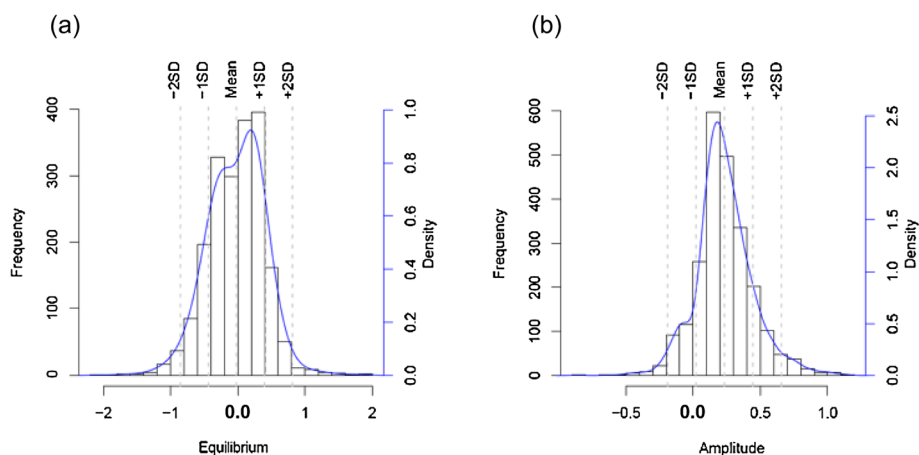 (a)
−2SD −1SD Mean +1SD +2SD
400
300
200
100
0
Frequency
1.0
0.8
0.6
0.4
0.2
0.0
Density
−2 −1 0.0 1 2
Equilibrium
(b)
−2SD −1SD Mean +1SD +2SD
600
500
400
300
200
100
0
Frequency
2.5
2.0
1.5
1.0
0.5
0.0
Density
−0.5 0.0 0.5 1.0
Amplitude